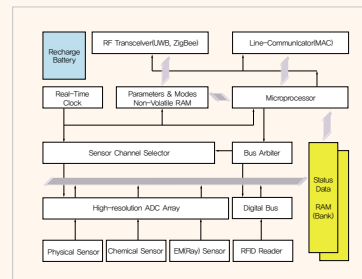 Recharge
Battery
RF Transceiver(UWB, ZigBee)
Line-Communicator(MAC)
Real-Time
Clock
Parameters & Modes
Non-Volatile RAM
Microprocessor
Sensor Channel Selector
Bus Arbiter
Status
Data
RAM
(Bank)
High-resolution ADC Array
Digital Bus
Physical Sensor
Chemical Sensor
EM(Ray) Sensor
RFID Reader